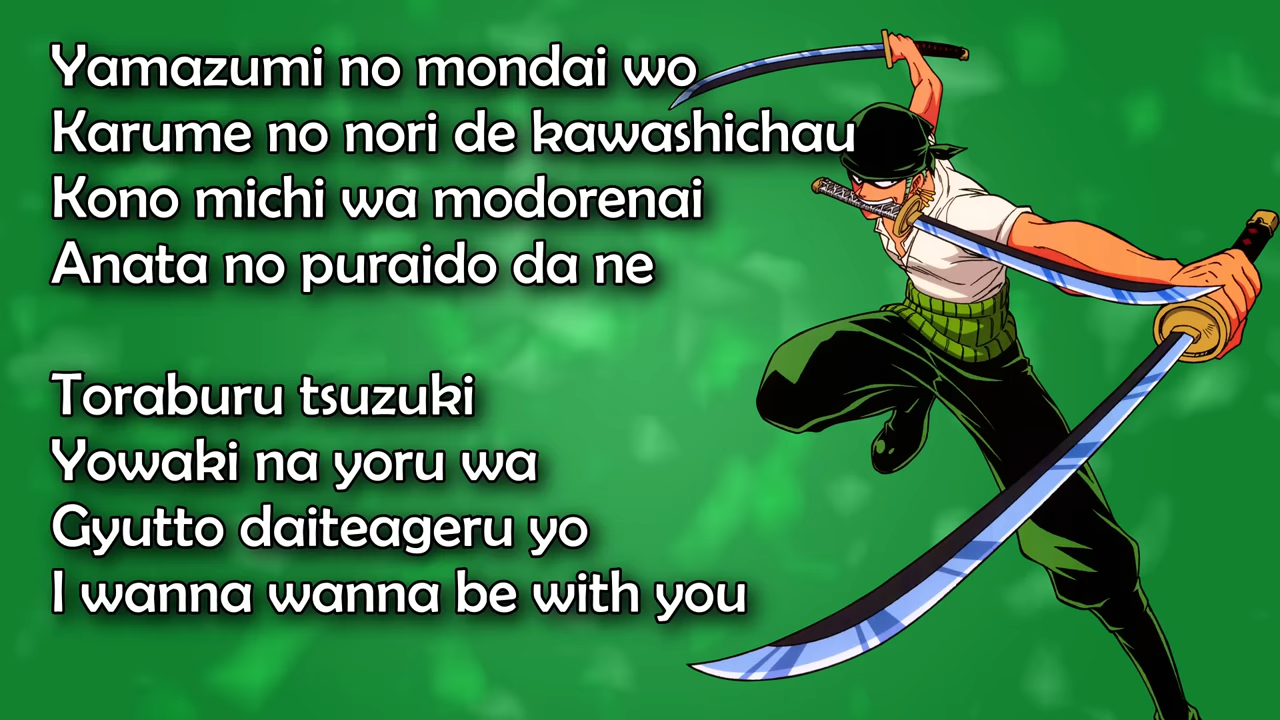 Yamazumi no mondai wo
Karume no nori de kawashichau
Kono michi wa modorenai
Anata no puraido da ne
Toraburu tsuzuki
Yowaki na yoru wa
Gyutto daiteageru yo
I wanna wanna be with you